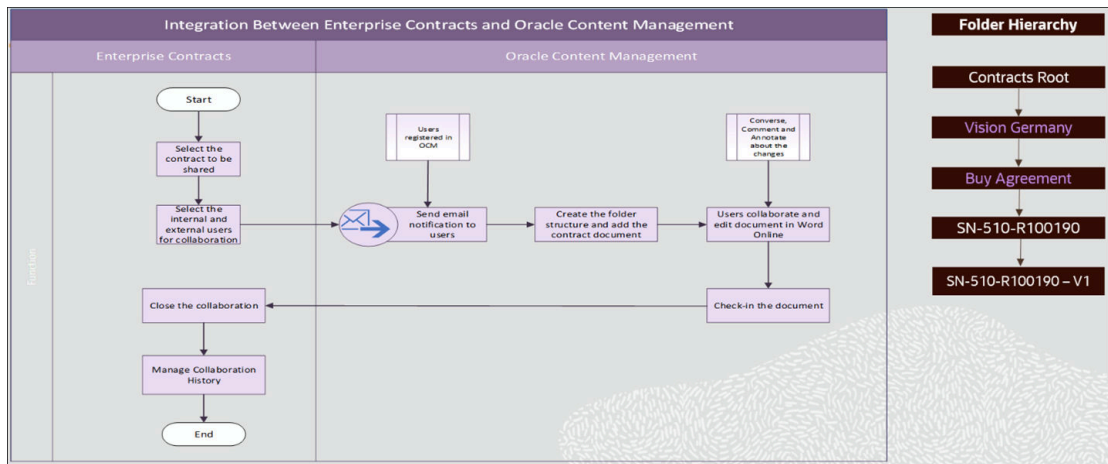 Integration Between Enterprise Contracts and Oracle Content Management
Enterprise Contracts
Oracle Content Management
Function
Start
Select the
contract to be
shared
Select the
internal and
external users
for collaboration
Users
registered in
OCM
Send email
notification to
users
Create the folder
structure and add the
contract document
Converse,
Comment and
Annotate
about the
changes
Users collaborate and
edit document in Word
Online
Check-in the document
Close the collaboration
Manage Collaboration
History
End
Folder Hierarchy
Contracts Root
Vision Germany
Buy Agreement
SN-510-R100190
SN-510-R100190 – V1